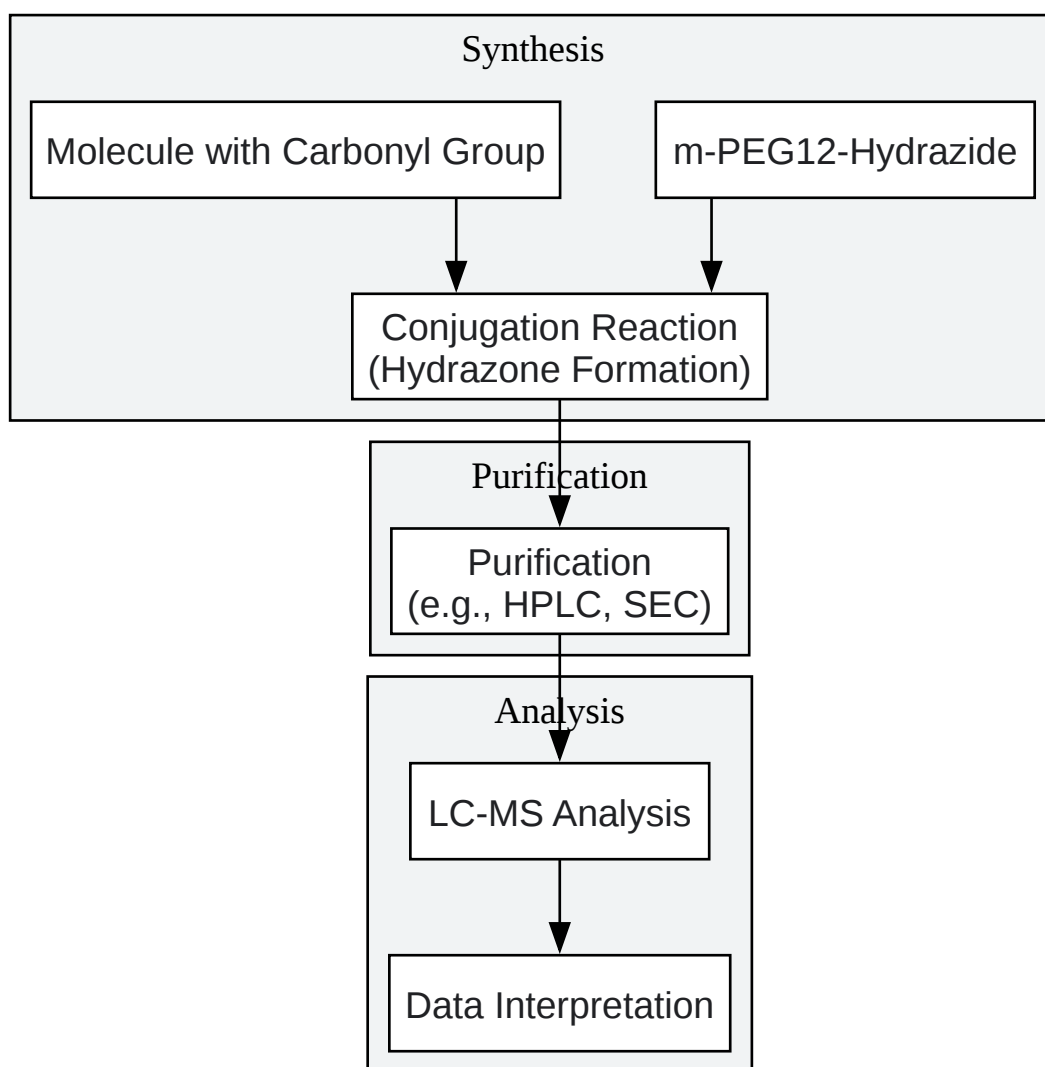 Synthesis
Molecule with Carbonyl Group
m-PEG12-Hydrazide
Conjugation Reaction
(Hydrazone Formation)
Purification
Purification
(e.g., HPLC, SEC)
Analysis
LC-MS Analysis
Data Interpretation